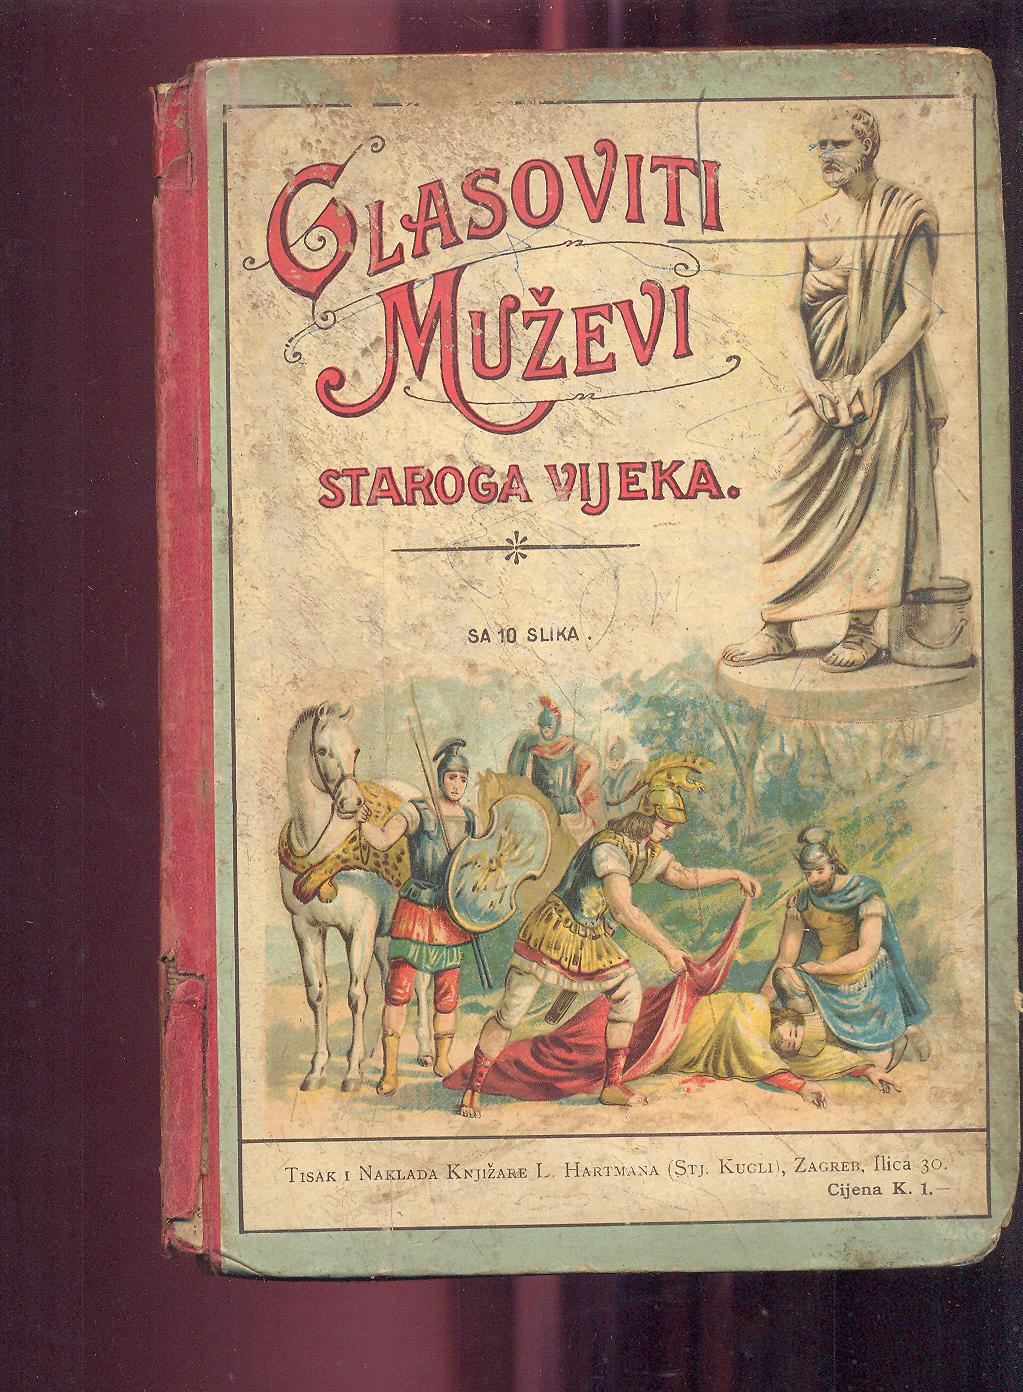 GLASOVITI
MUŽEVI
STAROGA VIJEKA.
SA 10 SLIKA.
TISAK I NAKLADA KNJIŽARE L. HARTMANA (STJ. KUGLI), ZAGREB, Ilica 30.
Cijena K. 1.—